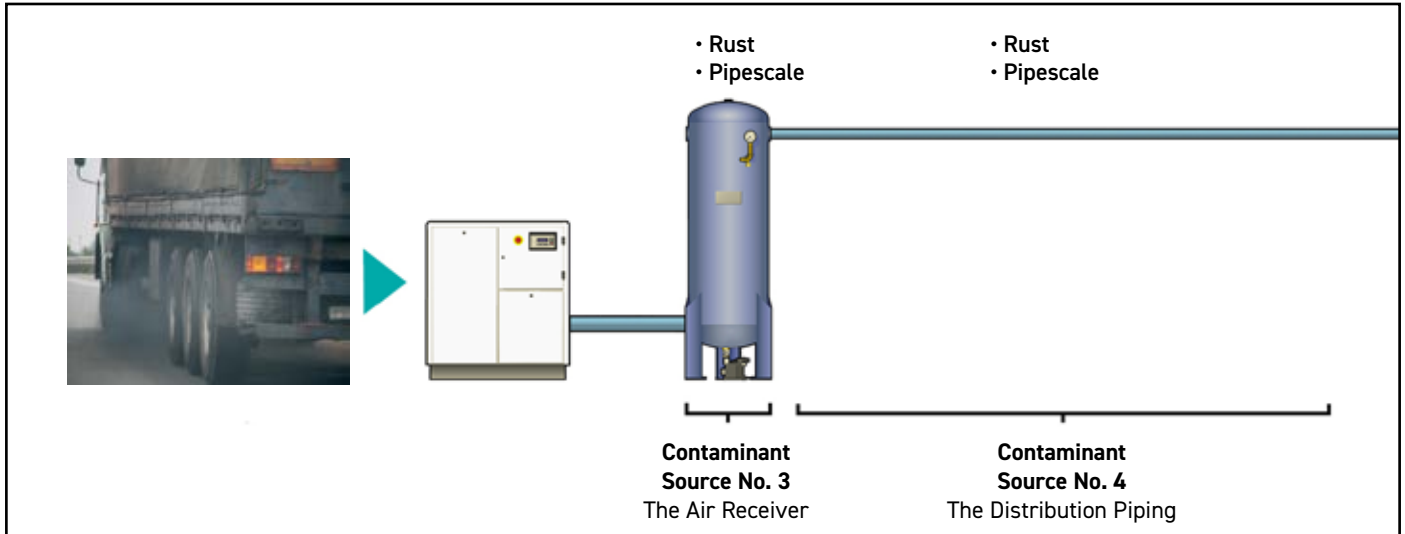 • Rust
• Pipescale
• Rust
• Pipescale
Contaminant
Source No. 3
The Air Receiver
Contaminant
Source No. 4
The Distribution Piping